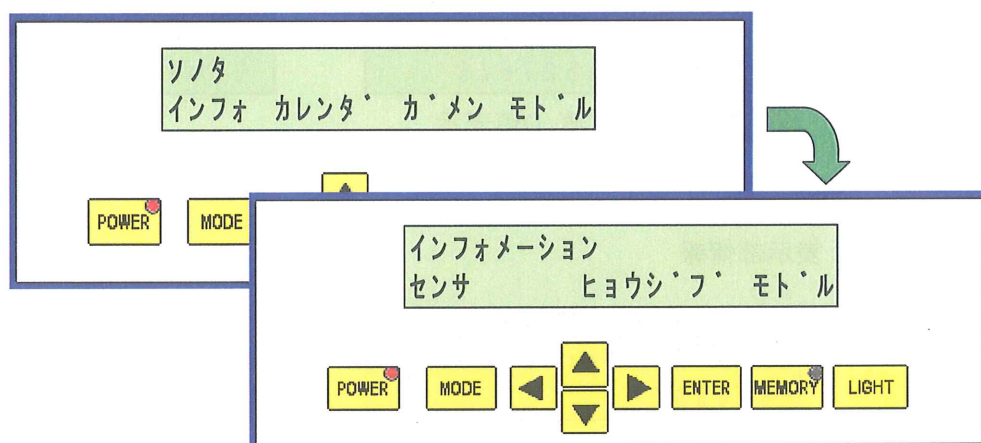 ソノタ
インフォ カレンダ゛ ガ゛メン モト゛ル
POWER MODE
インフォメーション
センサ ヒョウシ゛フ゛ モト゛ル
POWER MODE ENTER MEMORY LIGHT